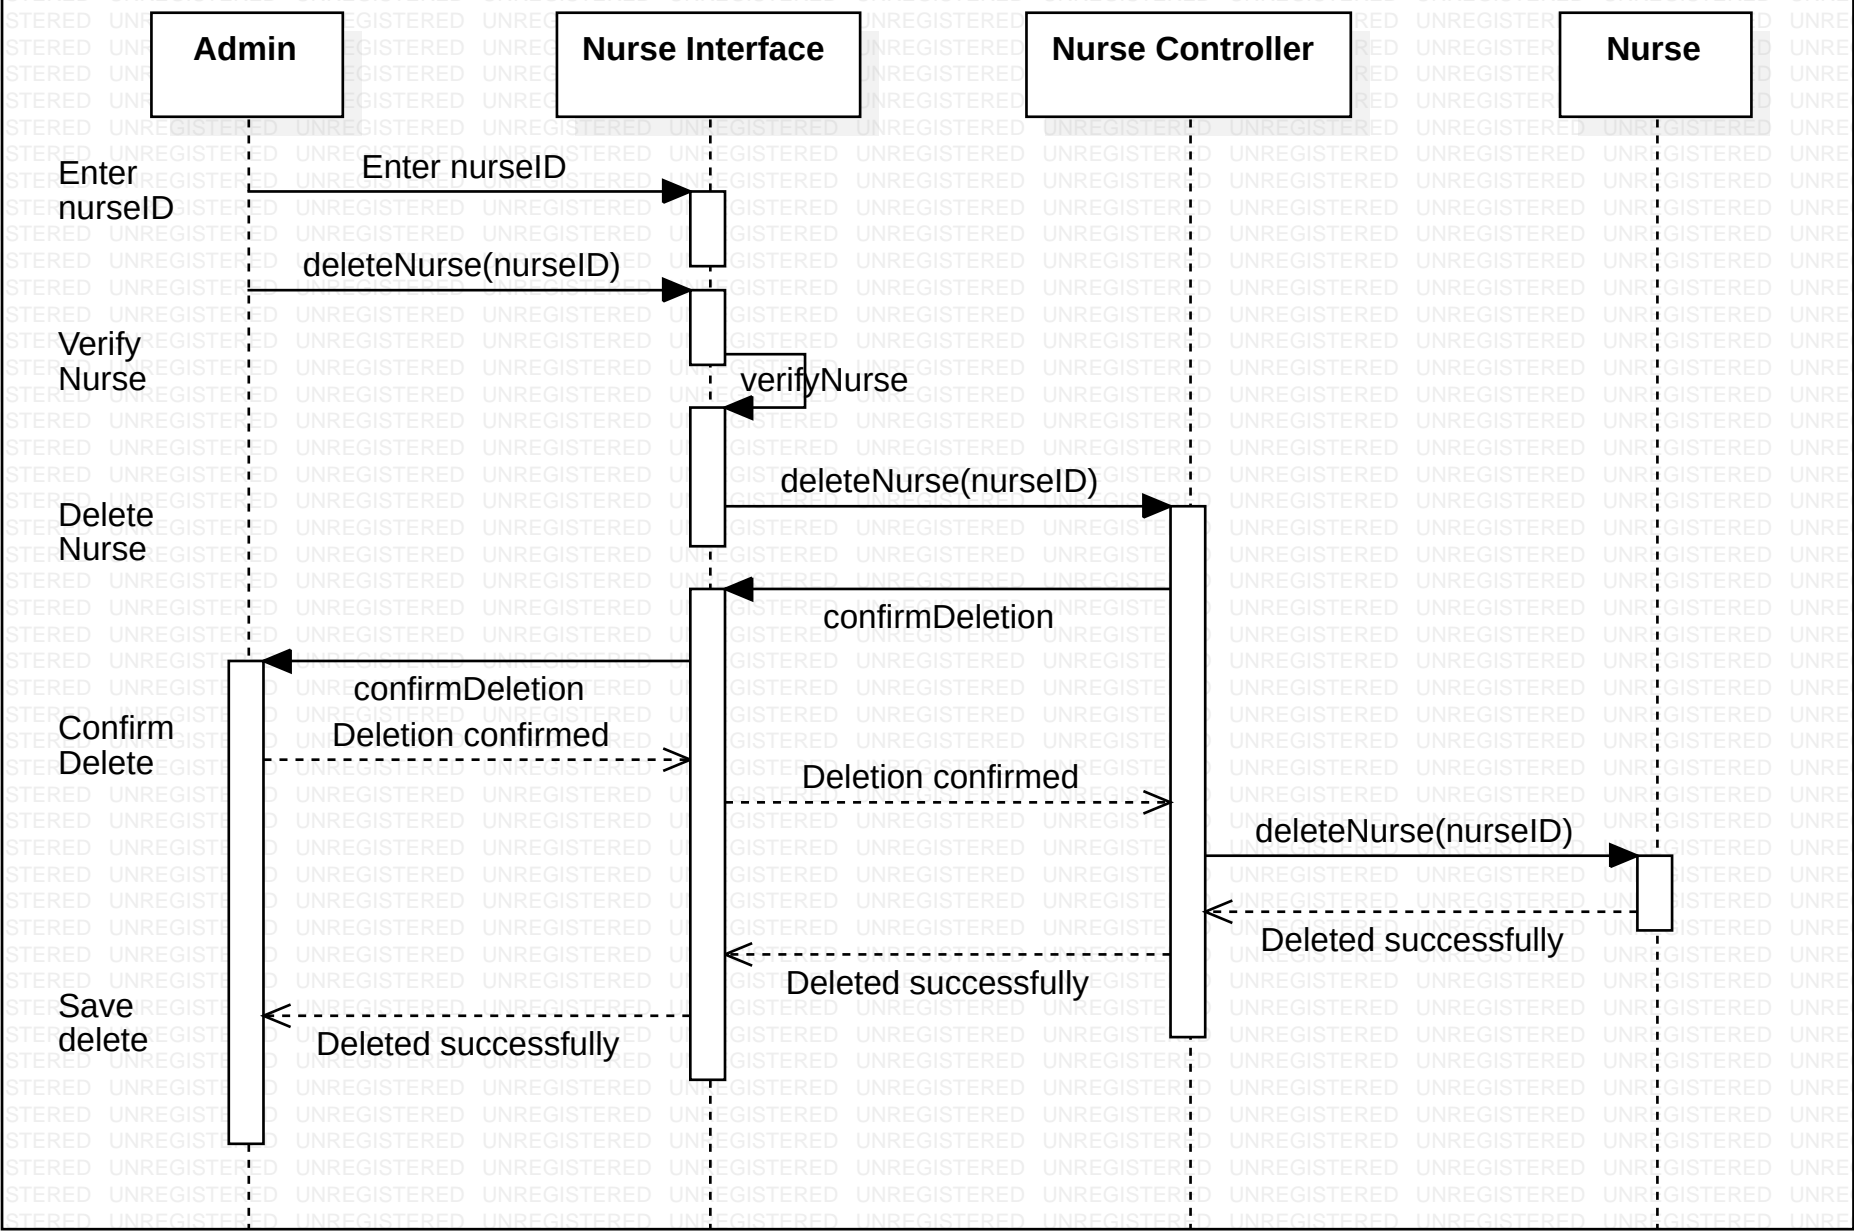 Admin
Nurse Interface
Nurse Controller
Nurse
Enter
nurseID
Enter nurseID
deleteNurse(nurseID)
Verify
Nurse
verifyNurse
deleteNurse(nurseID)
Delete
Nurse
confirmDeletion
confirmDeletion
Confirm
Delete
Deletion confirmed
Deletion confirmed
deleteNurse(nurseID)
Deleted successfully
Deleted successfully
Save
delete
Deleted successfully
UNREGISTERED